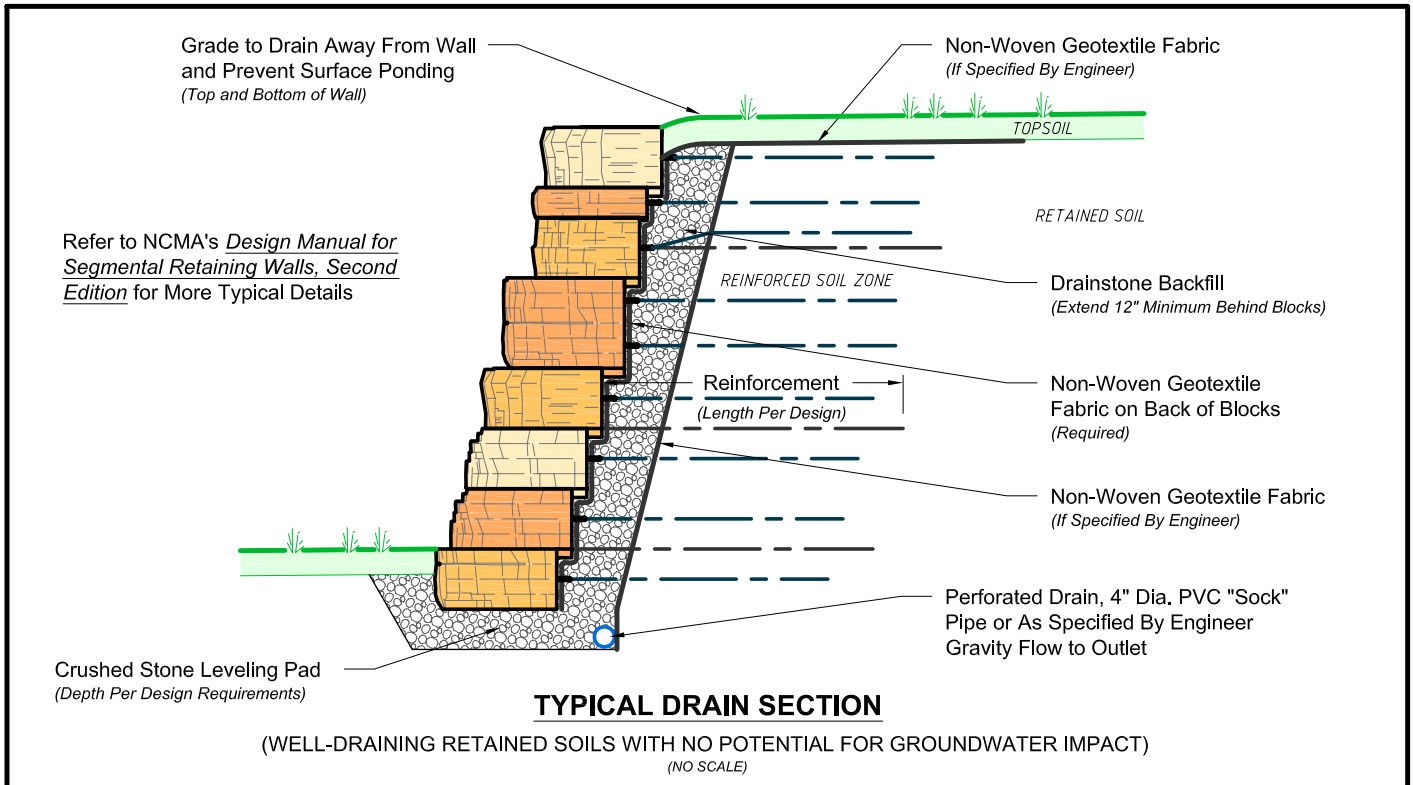 Grade to Drain Away From Wall
and Prevent Surface Ponding
(Top and Bottom of Wall)
Non-Woven Geotextile Fabric
(If Specified By Engineer)
TOPSOIL
RETAINED SOIL
Refer to NCMA's Design Manual for
Segmental Retaining Walls, Second
Edition for More Typical Details
REINFORCED SOIL ZONE
Drainstone Backfill
(Extend 12" Minimum Behind Blocks)
Reinforcement
(Length Per Design)
Non-Woven Geotextile
Fabric on Back of Blocks
(Required)
Non-Woven Geotextile Fabric
(If Specified By Engineer)
Perforated Drain, 4" Dia. PVC "Sock"
Pipe or As Specified By Engineer
Gravity Flow to Outlet
Crushed Stone Leveling Pad
(Depth Per Design Requirements)
TYPICAL DRAIN SECTION
(WELL-DRAINING RETAINED SOILS WITH NO POTENTIAL FOR GROUNDWATER IMPACT)
(NO SCALE)